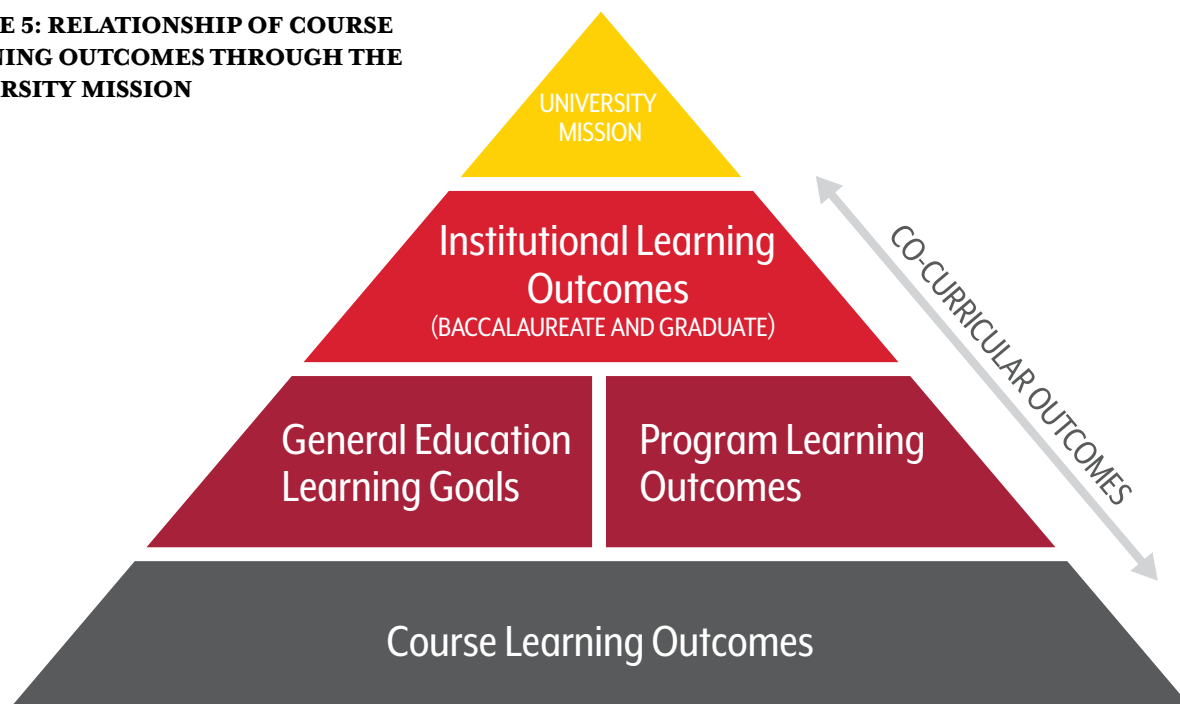 E 5: RELATIONSHIP OF COURSE
NING OUTCOMES THROUGH THE
RSITY MISSION
UNIVERSITY
MISSION
Institutional Learning
Outcomes
(BACCALAUREATE AND GRADUATE)
CO-CURRICULAR OUTCOMES
General Education
Learning Goals
Program Learning
Outcomes
Course Learning Outcomes